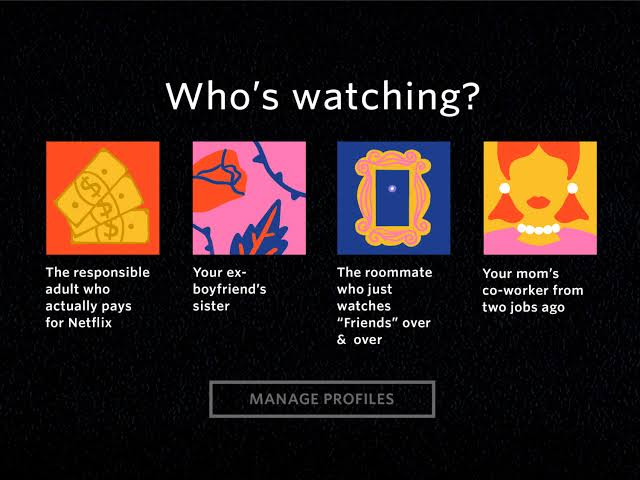 Who's watching?
The responsible
adult who
actually pays
for Netflix
Your ex-
boyfriend's
sister
The roommate
who just
watches
“Friends” over
& over
Your mom's
co-worker from
two jobs ago
MANAGE PROFILES